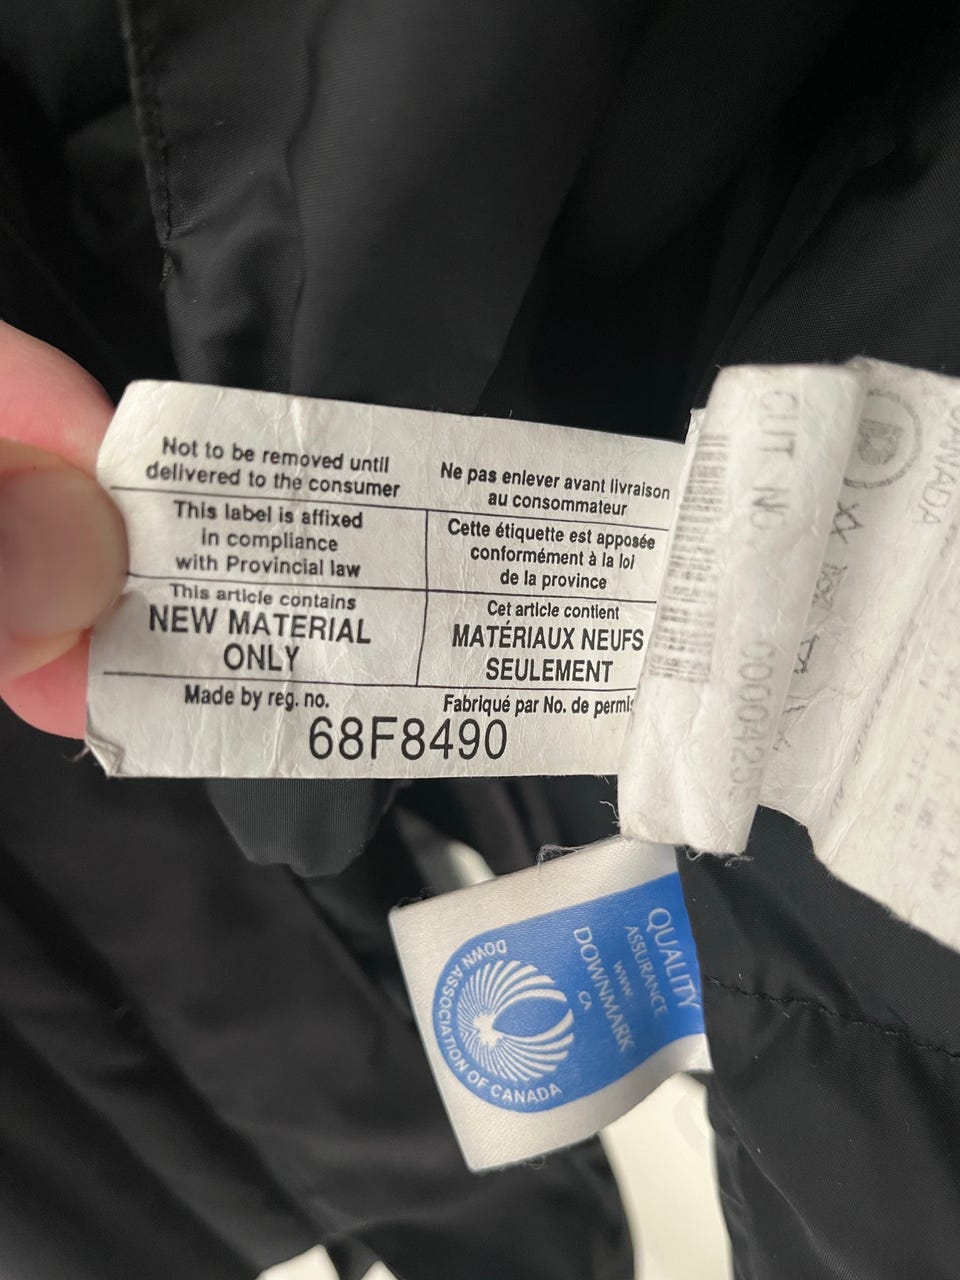 Not to be removed until
delivered to the consumer
Ne pas enlever avant livraison
au consommateur
This label is affixed
in compliance
with Provincial law
Cette étiquette est apposée
conformément à la loi
de la province
This article contains
NEW MATERIAL
ONLY
Cet article contient
MATÉRIAUX NEUFS
SEULEMENT
Made by reg. no.
Fabriqué par No. de permis
68F8490
CUT NO
CANADA
QUALITY
ASSURANCE
WWW.
DOWNMARK
.CA
DOWN ASSOCIATION OF CANADA